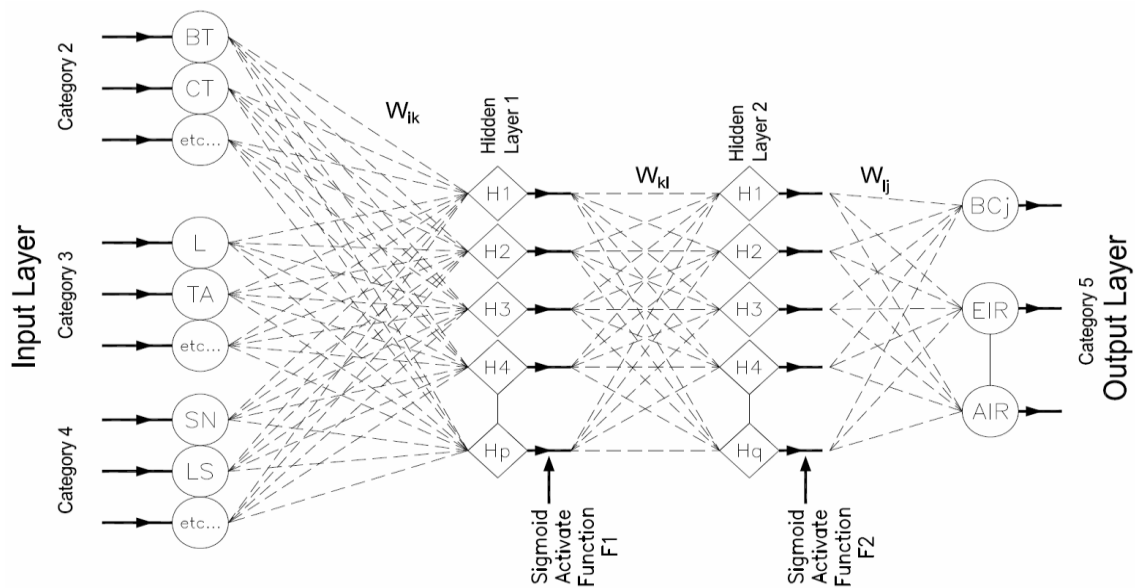 Input Layer
Category 2
BT
CT
etc...
Category 3
L
TA
etc...
Category 4
SN
LS
etc...
W_ik
Hidden
Layer 1
H1
H2
H3
H4
Hp
Sigmoid
Activate
Function
F1
W_kl
Hidden
Layer 2
H1
H2
H3
H4
Hq
Sigmoid
Activate
Function
F2
W_lj
BCj
EIR
AIR
Category 5
Output Layer